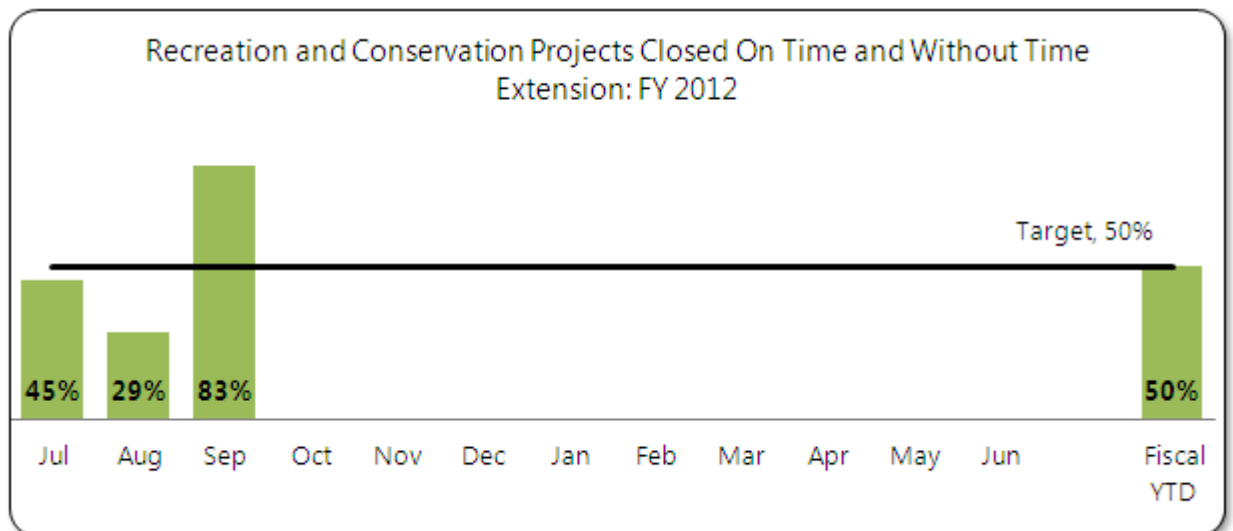 Recreation and Conservation Projects Closed On Time and Without Time
Extension: FY 2012
Target, 50%
45% 29% 83% 50%
Jul Aug Sep Oct Nov Dec Jan Feb Mar Apr May Jun Fiscal
YTD